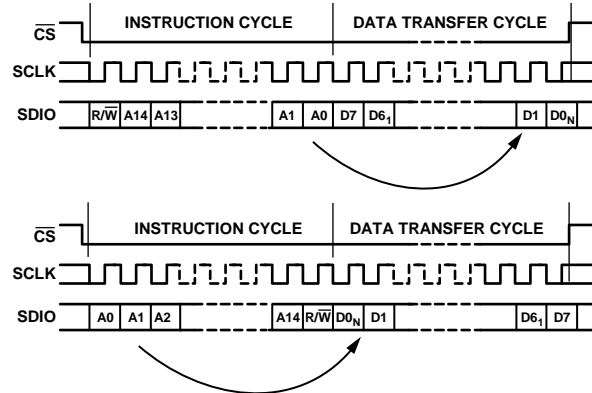 INSTRUCTION CYCLE DATA TRANSFER CYCLE
CS
SCLK
SDIO R/W A14 A13 A1 A0 D7 D6₁ D1 D0N
INSTRUCTION CYCLE DATA TRANSFER CYCLE
CS
SCLK
SDIO A0 A1 A2 A14 R/W D0N D1 D6₁ D7